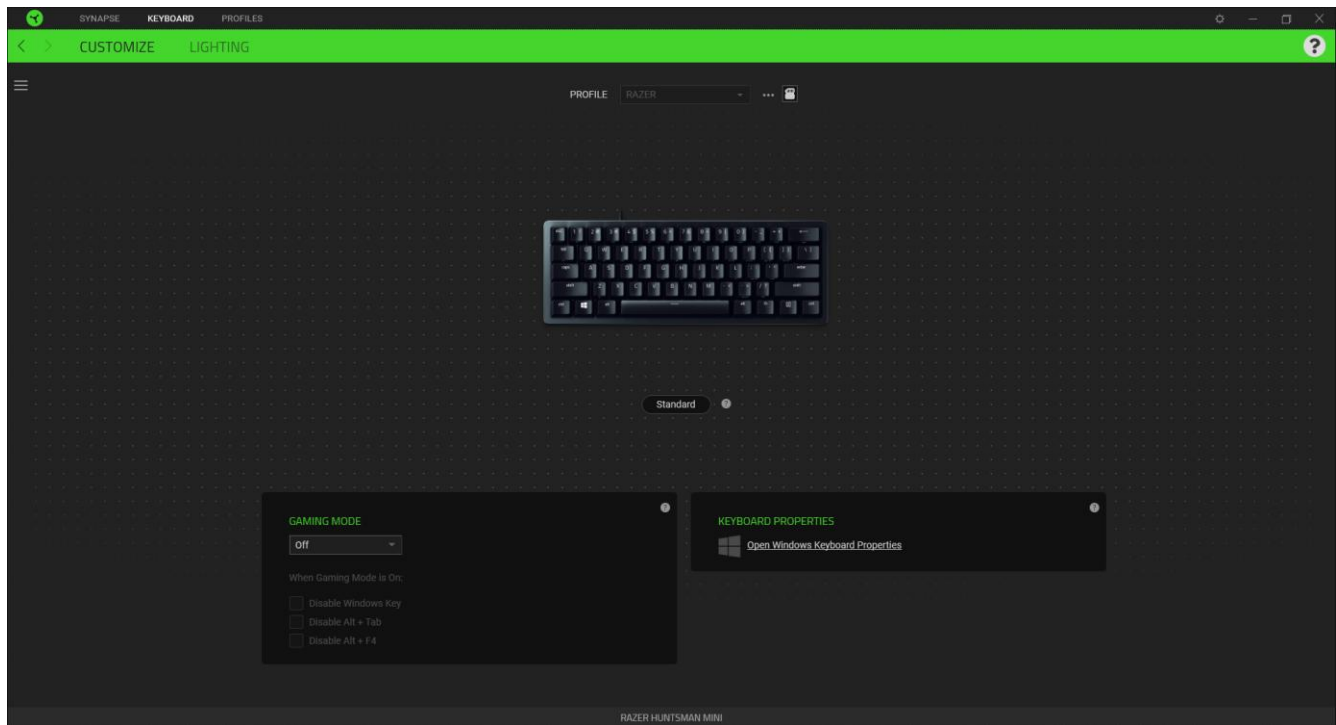 SYNAPSE KEYBOARD PROFILES
CUSTOMIZE LIGHTING
?
PROFILE RAZER
Standard ?
?
GAMING MODE
Off
When Gaming Mode is On:
Disable Windows Key
Disable Alt + Tab
Disable Alt + F4
?
KEYBOARD PROPERTIES
Open Windows Keyboard Properties
RAZER HUNTSMAN MINI